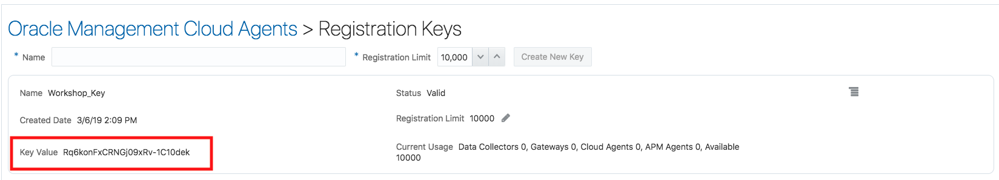 Oracle Management Cloud Agents > Registration Keys
* Name * Registration Limit 10,000 Create New Key
Name Workshop_Key
Status Valid
Created Date 3/6/19 2:09 PM
Registration Limit 10000
Key Value Rq6konFxCRNGj09xRv-1C10dek
Current Usage Data Collectors 0, Gateways 0, Cloud Agents 0, APM Agents 0, Available
10000